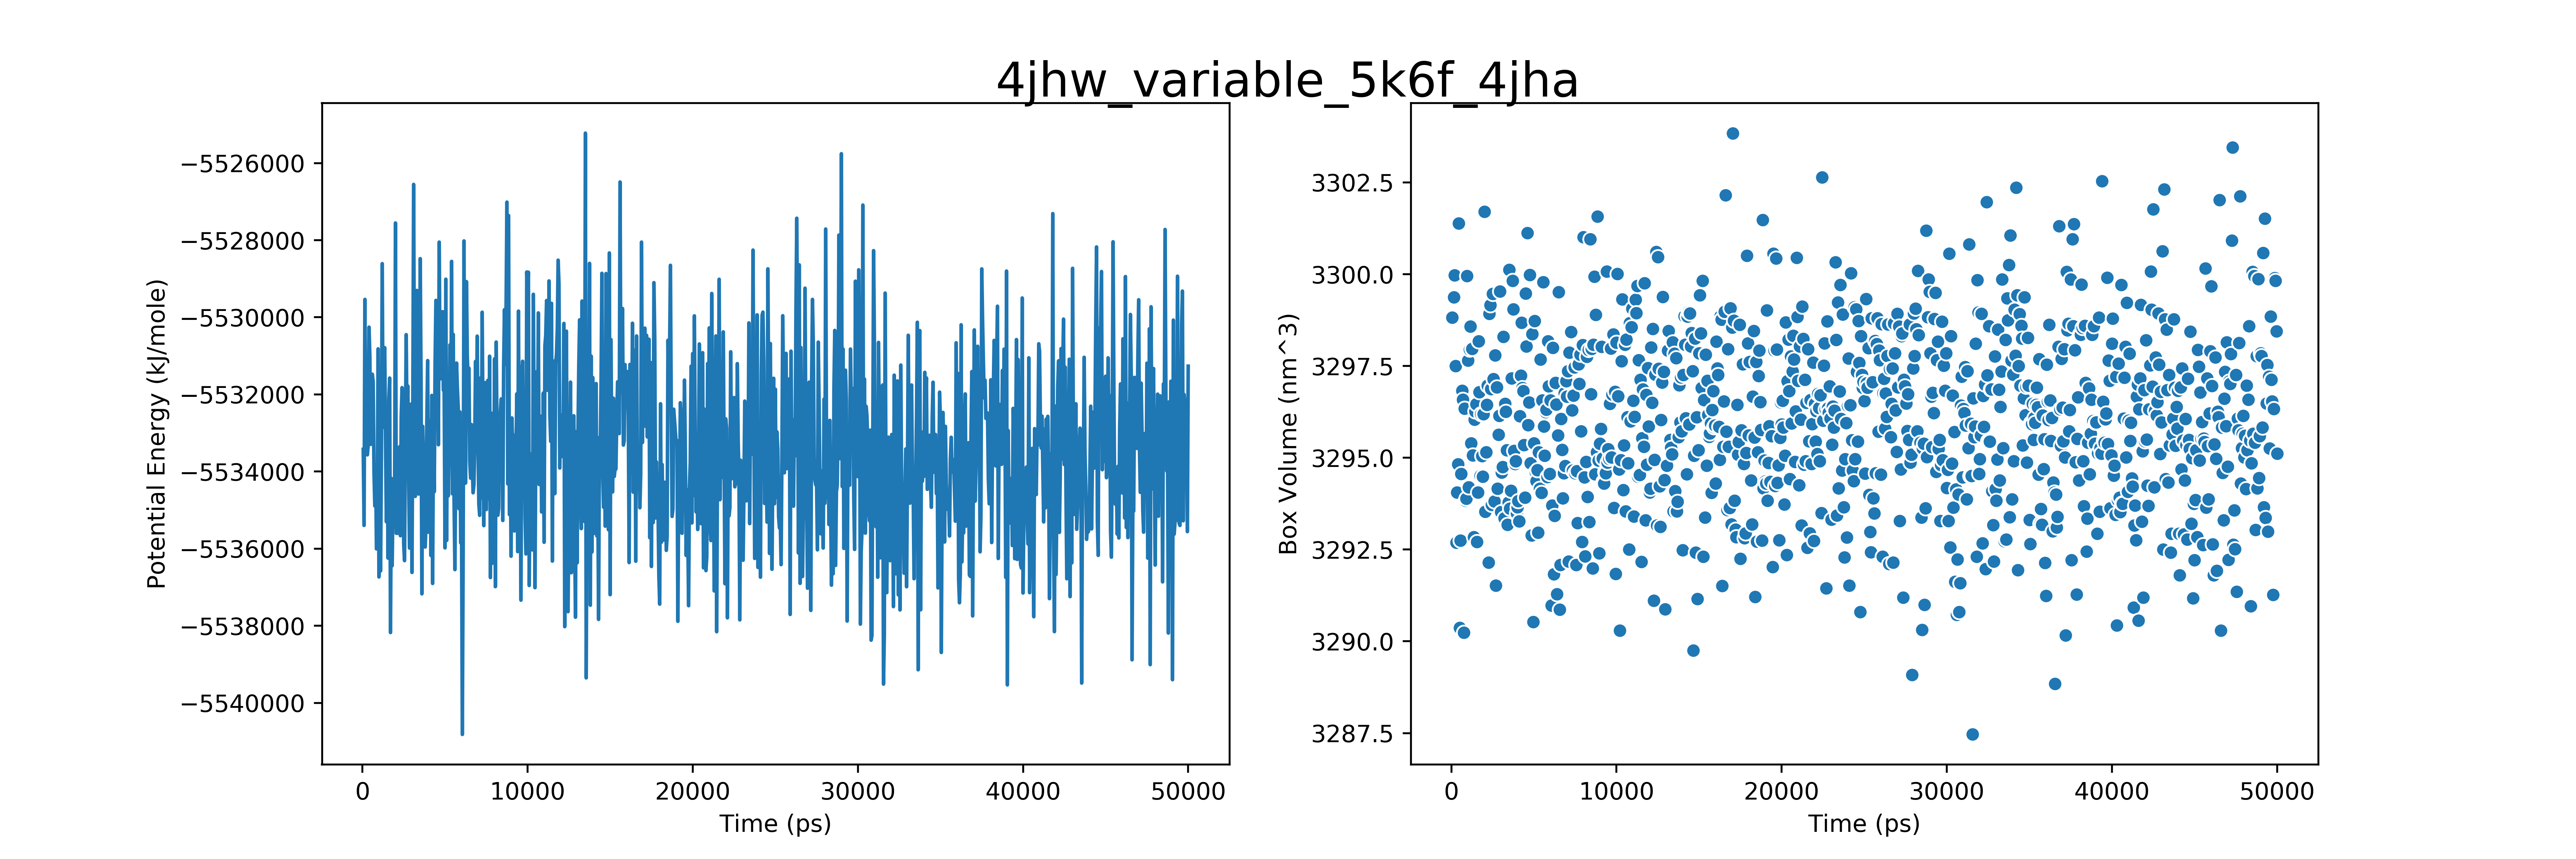 4jhw_variable_5k6f_4jha
Potential Energy (kJ/mole)
−5526000
−5528000
−5530000
−5532000
−5534000
−5536000
−5538000
−5540000
0 10000 20000 30000 40000 50000
Time (ps)
Box Volume (nm^3)
3302.5
3300.0
3297.5
3295.0
3292.5
3290.0
3287.5
0 10000 20000 30000 40000 50000
Time (ps)